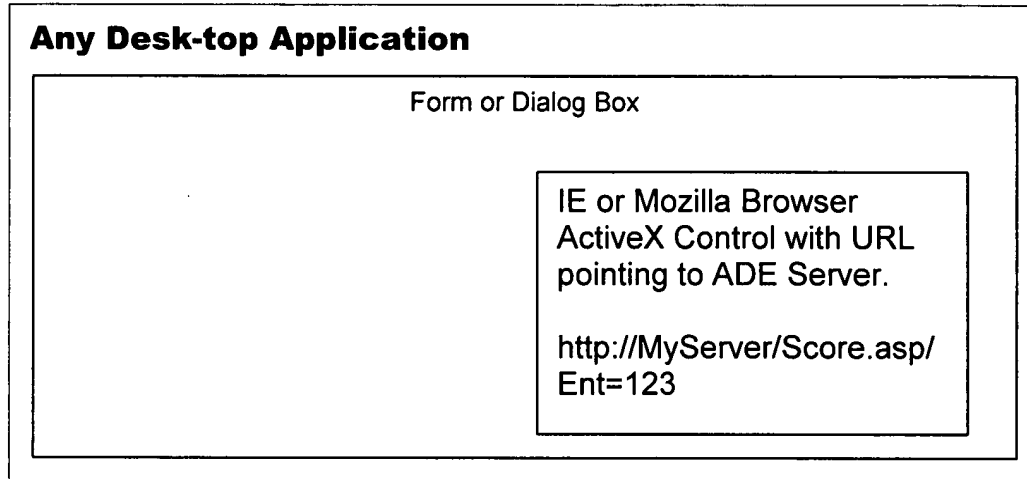 Any Desk-top Application
Form or Dialog Box
IE or Mozilla Browser
ActiveX Control with URL
pointing to ADE Server.
http://MyServer/Score.asp/
Ent=123